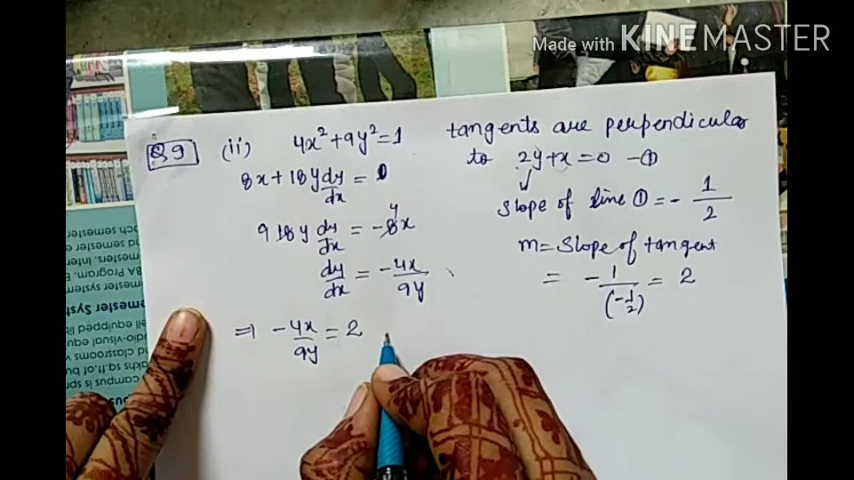 Made with KINEMASTER
Q9 (ii) 4x²+9y²=1
8x+18y dy/dx = 0
9 18y dy/dx = -8x 4
dy/dx = -4x/9y
⇒ -4x/9y = 2
tangents are perpendicular
to 2y+x=0 -①
slope of line ① = - 1/2
m = Slope of tangent
= - 1/(-1/2) = 2